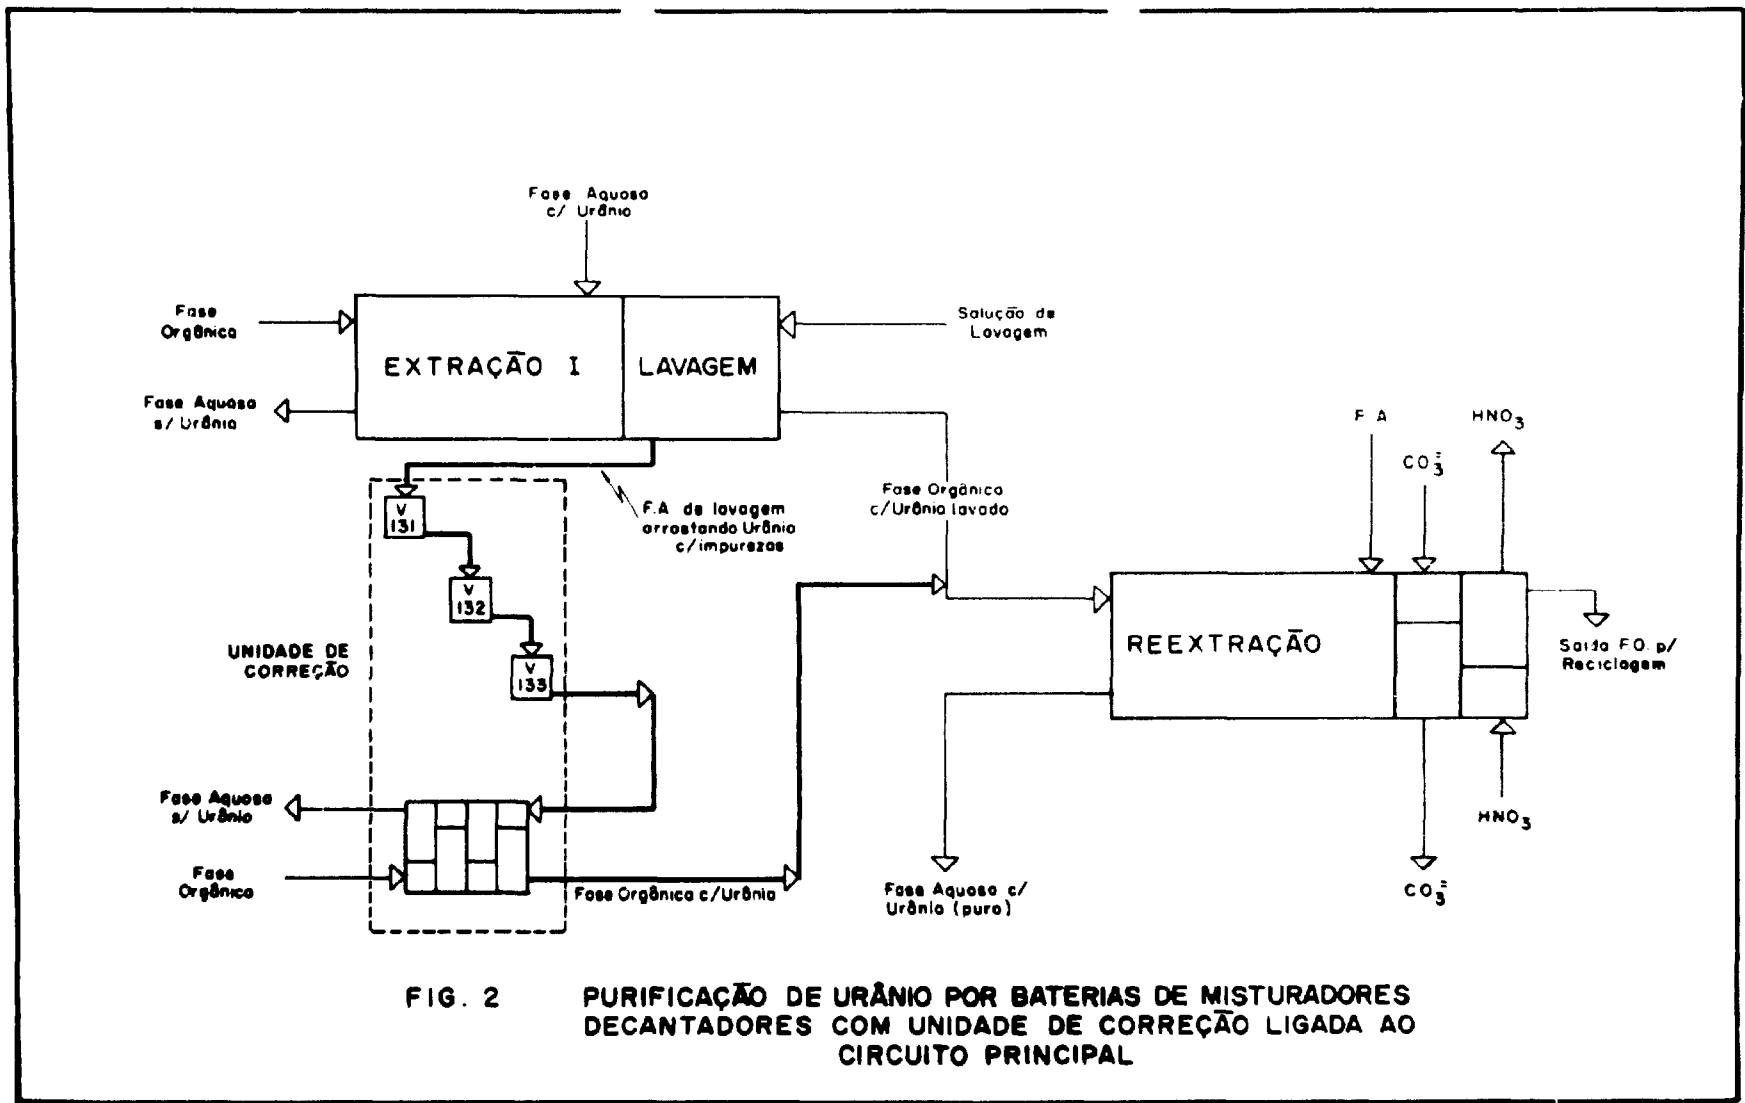 Fase Aquosa
c/ Urânio
Fase
Orgânica
EXTRAÇÃO I
LAVAGEM
Salução de
Lavagem
Fase Aquosa
s/ Urânio
F.A de lavagem
arrastando Urânio
c/impurezas
Fase Orgânica
c/Urânio lavado
F A
CO₃⁼
HNO₃
V
131
V
132
V
133
UNIDADE DE
CORREÇÃO
REEXTRAÇÃO
Saída F.O. p/
Reciclagem
Fase Aquosa
s/ Urânio
Fase
Orgânica
Fase Orgânica c/Urânia
Fase Aquosa c/
Urânio (puro)
CO₃⁼
HNO₃
FIG. 2 PURIFICAÇÃO DE URÂNIO POR BATERIAS DE MISTURADORES
DECANTADORES COM UNIDADE DE CORREÇÃO LIGADA AO
CIRCUITO PRINCIPAL